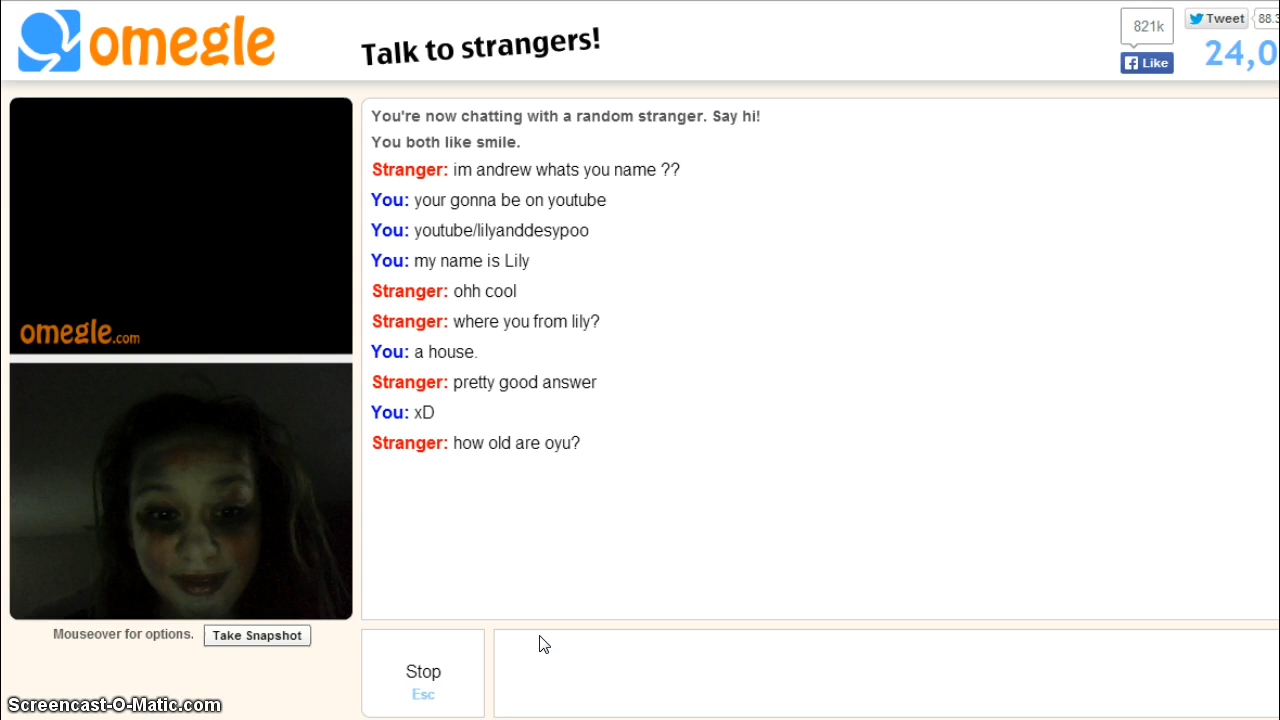 omegle
Talk to strangers!
821k
Like
Tweet
88.3
24,0
You're now chatting with a random stranger. Say hi!
You both like smile.
Stranger: im andrew whats you name ??
You: your gonna be on youtube
You: youtube/lilyanddesypoo
You: my name is Lily
Stranger: ohh cool
Stranger: where you from lily?
You: a house.
Stranger: pretty good answer
You: xD
Stranger: how old are oyu?
omegle.com
Mouseover for options.
Take Snapshot
Stop
Esc
Screencast-O-Matic.com